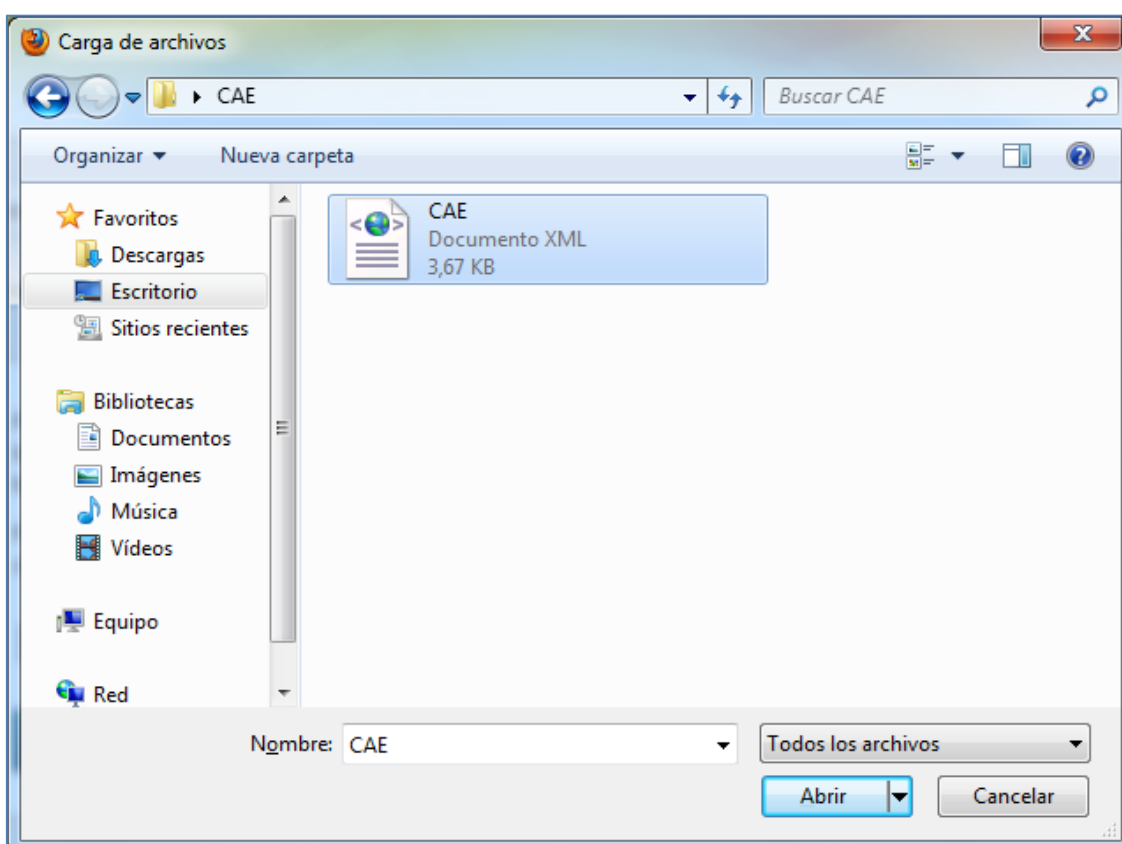 Carga de archivos
CAE
Buscar CAE
Organizar
Nueva carpeta
Favoritos
Descargas
Escritorio
Sitios recientes
Bibliotecas
Documentos
Imágenes
Música
Vídeos
Equipo
Red
CAE
Documento XML
3,67 KB
Nombre: CAE
Todos los archivos
Abrir
Cancelar